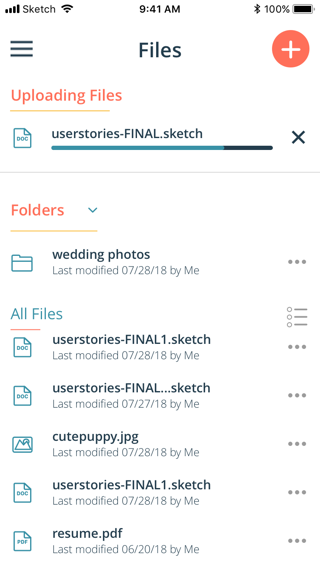 Sketch
9:41 AM
100%
Files
Uploading Files
DOC
userstories-FINAL.sketch
Folders
wedding photos
Last modified 07/28/18 by Me
All Files
DOC
userstories-FINAL1.sketch
Last modified 07/28/18 by Me
DOC
userstories-FINAL...sketch
Last modified 07/27/18 by Me
cutepuppy.jpg
Last modified 07/28/18 by Me
DOC
userstories-FINAL1.sketch
Last modified 07/28/18 by Me
PDF
resume.pdf
Last modified 06/20/18 by Me